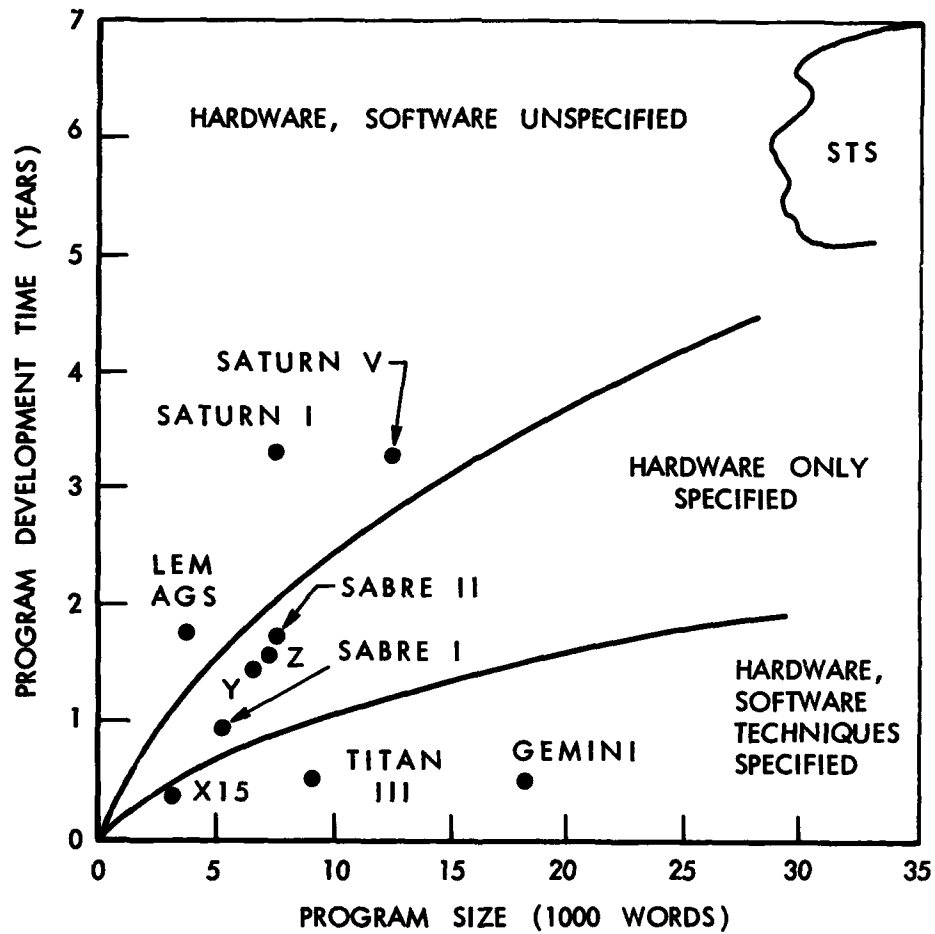 7
HARDWARE, SOFTWARE UNSPECIFIED
STS
6
5
SATURN V
4
SATURN I
HARDWARE ONLY
SPECIFIED
3
LEM
AGS
SABRE II
2
Z
SABRE I
Y
HARDWARE,
SOFTWARE
TECHNIQUES
SPECIFIED
1
X15
TITAN
III
GEMINI
0
0 5 10 15 20 25 30 35
PROGRAM SIZE (1000 WORDS)
PROGRAM DEVELOPMENT TIME (YEARS)